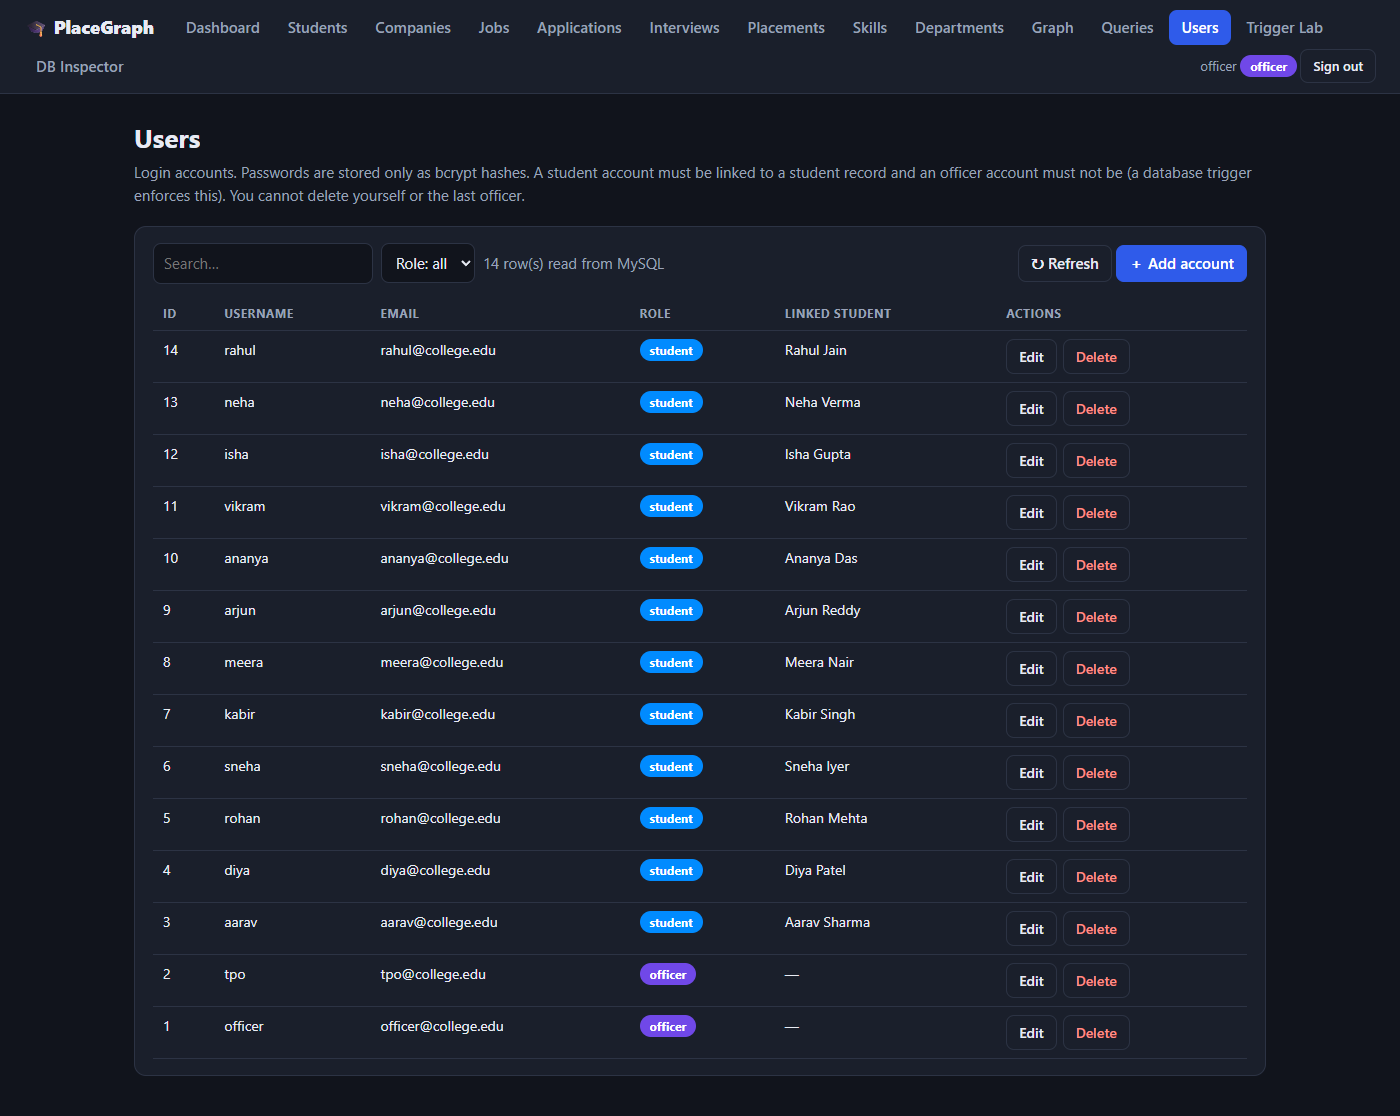 PlaceGraph Dashboard Students Companies Jobs Applications Interviews Placements Skills Departments Graph Queries Users Trigger Lab
DB Inspector officer officer Sign out
Users
Login accounts. Passwords are stored only as bcrypt hashes. A student account must be linked to a student record and an officer account must not be (a database trigger
enforces this). You cannot delete yourself or the last officer.
Search... Role: all 14 row(s) read from MySQL ↻ Refresh + Add account
ID USERNAME EMAIL ROLE LINKED STUDENT ACTIONS
14 rahul rahul@college.edu student Rahul Jain Edit Delete
13 neha neha@college.edu student Neha Verma Edit Delete
12 isha isha@college.edu student Isha Gupta Edit Delete
11 vikram vikram@college.edu student Vikram Rao Edit Delete
10 ananya ananya@college.edu student Ananya Das Edit Delete
9 arjun arjun@college.edu student Arjun Reddy Edit Delete
8 meera meera@college.edu student Meera Nair Edit Delete
7 kabir kabir@college.edu student Kabir Singh Edit Delete
6 sneha sneha@college.edu student Sneha Iyer Edit Delete
5 rohan rohan@college.edu student Rohan Mehta Edit Delete
4 diya diya@college.edu student Diya Patel Edit Delete
3 aarav aarav@college.edu student Aarav Sharma Edit Delete
2 tpo tpo@college.edu officer — Edit Delete
1 officer officer@college.edu officer — Edit Delete